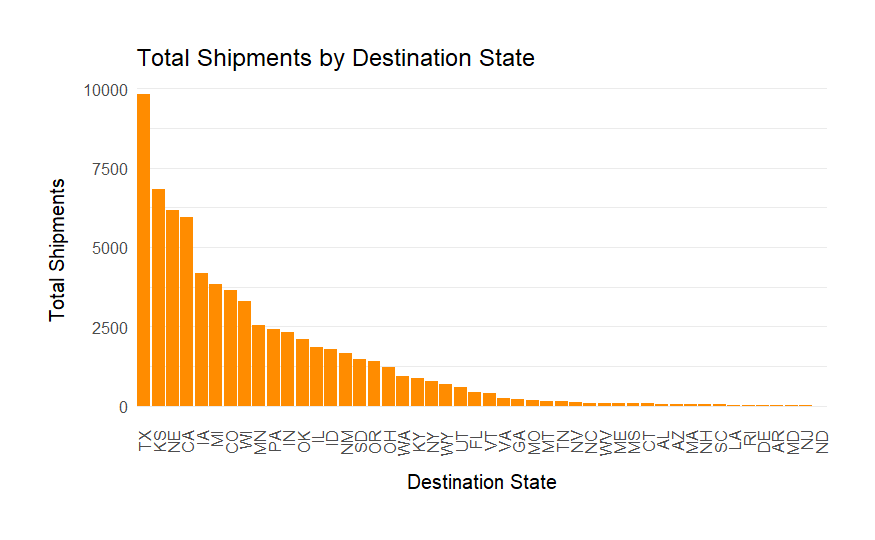 Total Shipments by Destination State
10000
7500
5000
2500
0
Total Shipments
TX KS NE CA IA MI CO WI MN PA IN OK IL ID NM SD OR OH WA KY NY WY UT FL VT VA GA MO MT TN NV NC WV ME MS CT AL AZ MA NH SC LA RI DE AR MD NJ ND
Destination State